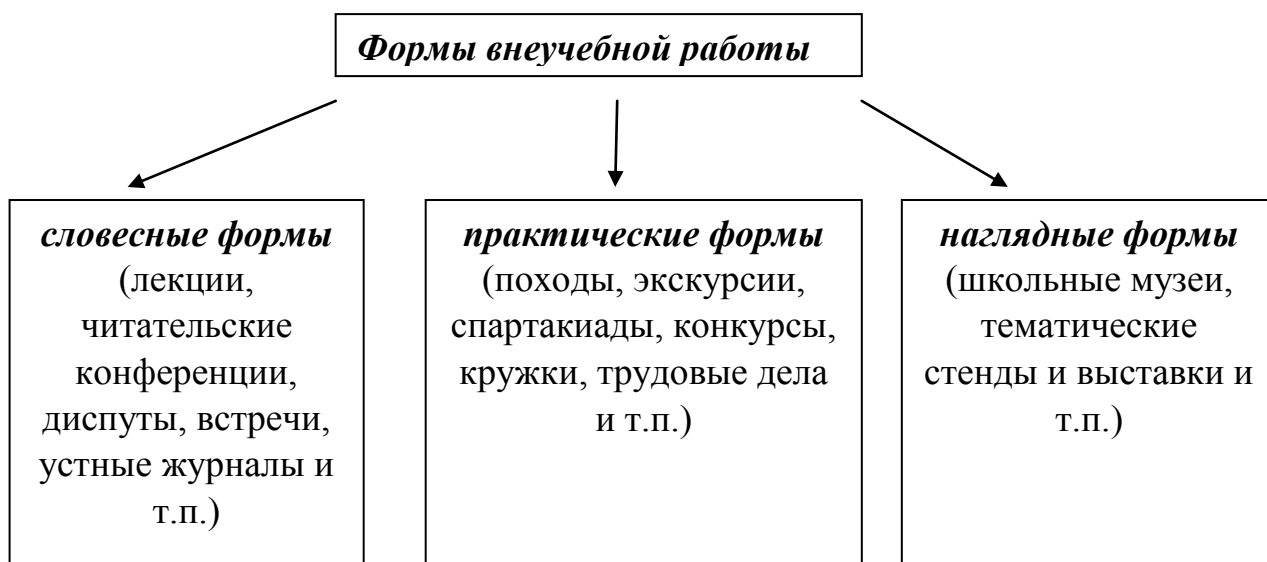 Формы внеучебной работы
словесные формы
(лекции,
читательские
конференции,
диспуты, встречи,
устные журналы и
т.п.)
практические формы
(походы, экскурсии,
спартакиады, конкурсы,
кружки, трудовые дела
и т.п.)
наглядные формы
(школьные музеи,
тематические
стенды и выставки и
т.п.)